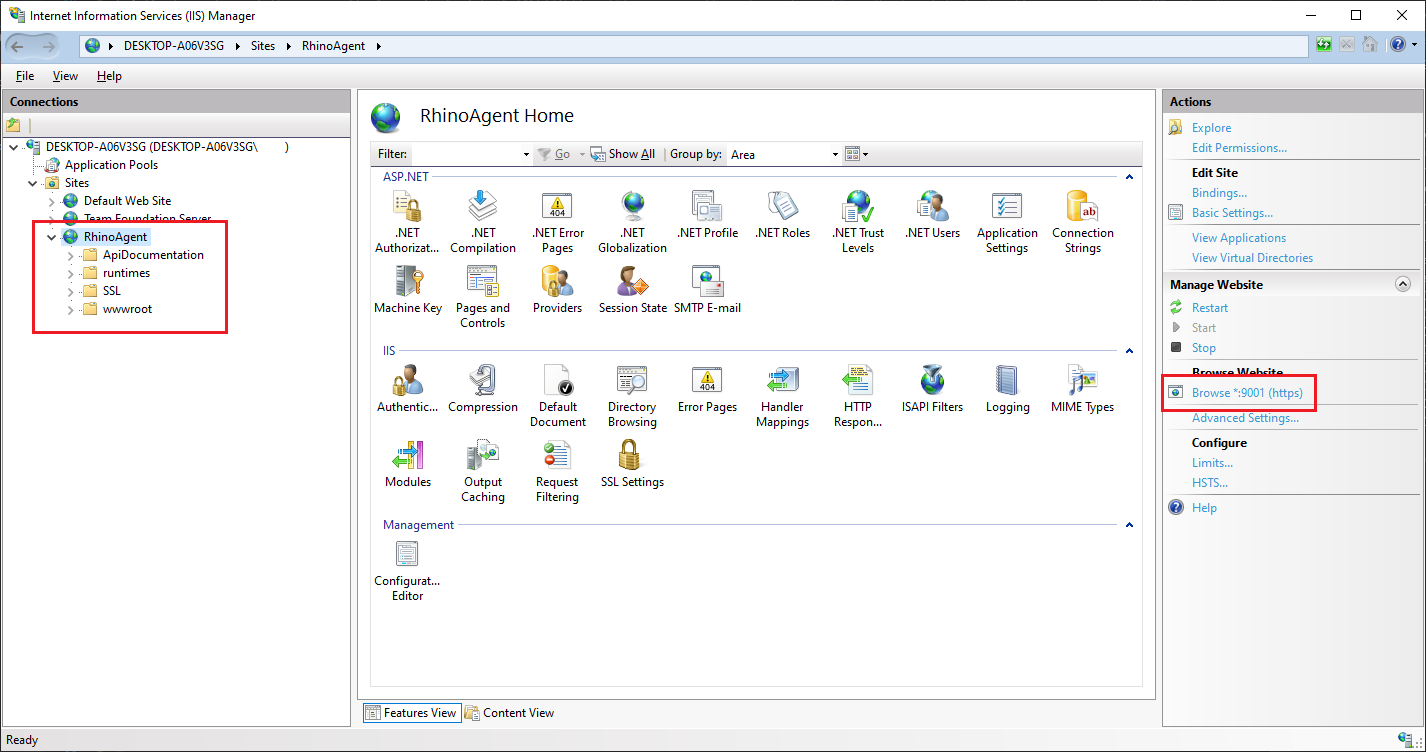 Internet Information Services (IIS) Manager
DESKTOP-A06V3SG
Sites
RhinoAgent
File
View
Help
Connections
DESKTOP-A06V3SG (DESKTOP-A06V3SG\ )
Application Pools
Sites
Default Web Site
Team Foundation Server
RhinoAgent
ApiDocumentation
runtimes
SSL
wwwroot
RhinoAgent Home
Filter:
Go
Show All
Group by:
Area
ASP.NET
.NET Authorizat...
.NET Compilation
.NET Error Pages
.NET Globalization
.NET Profile
.NET Roles
.NET Trust Levels
.NET Users
Application Settings
Connection Strings
Machine Key
Pages and Controls
Providers
Session State
SMTP E-mail
IIS
Authentic...
Compression
Default Document
Directory Browsing
Error Pages
Handler Mappings
HTTP Respon...
ISAPI Filters
Logging
MIME Types
Modules
Output Caching
Request Filtering
SSL Settings
Management
Configurat... Editor
Features View
Content View
Actions
Explore
Edit Permissions...
Edit Site
Bindings...
Basic Settings...
View Applications
View Virtual Directories
Manage Website
Restart
Start
Stop
Browse Website
Browse *:9001 (https)
Advanced Settings...
Configure
Limits...
HSTS...
Help
Ready